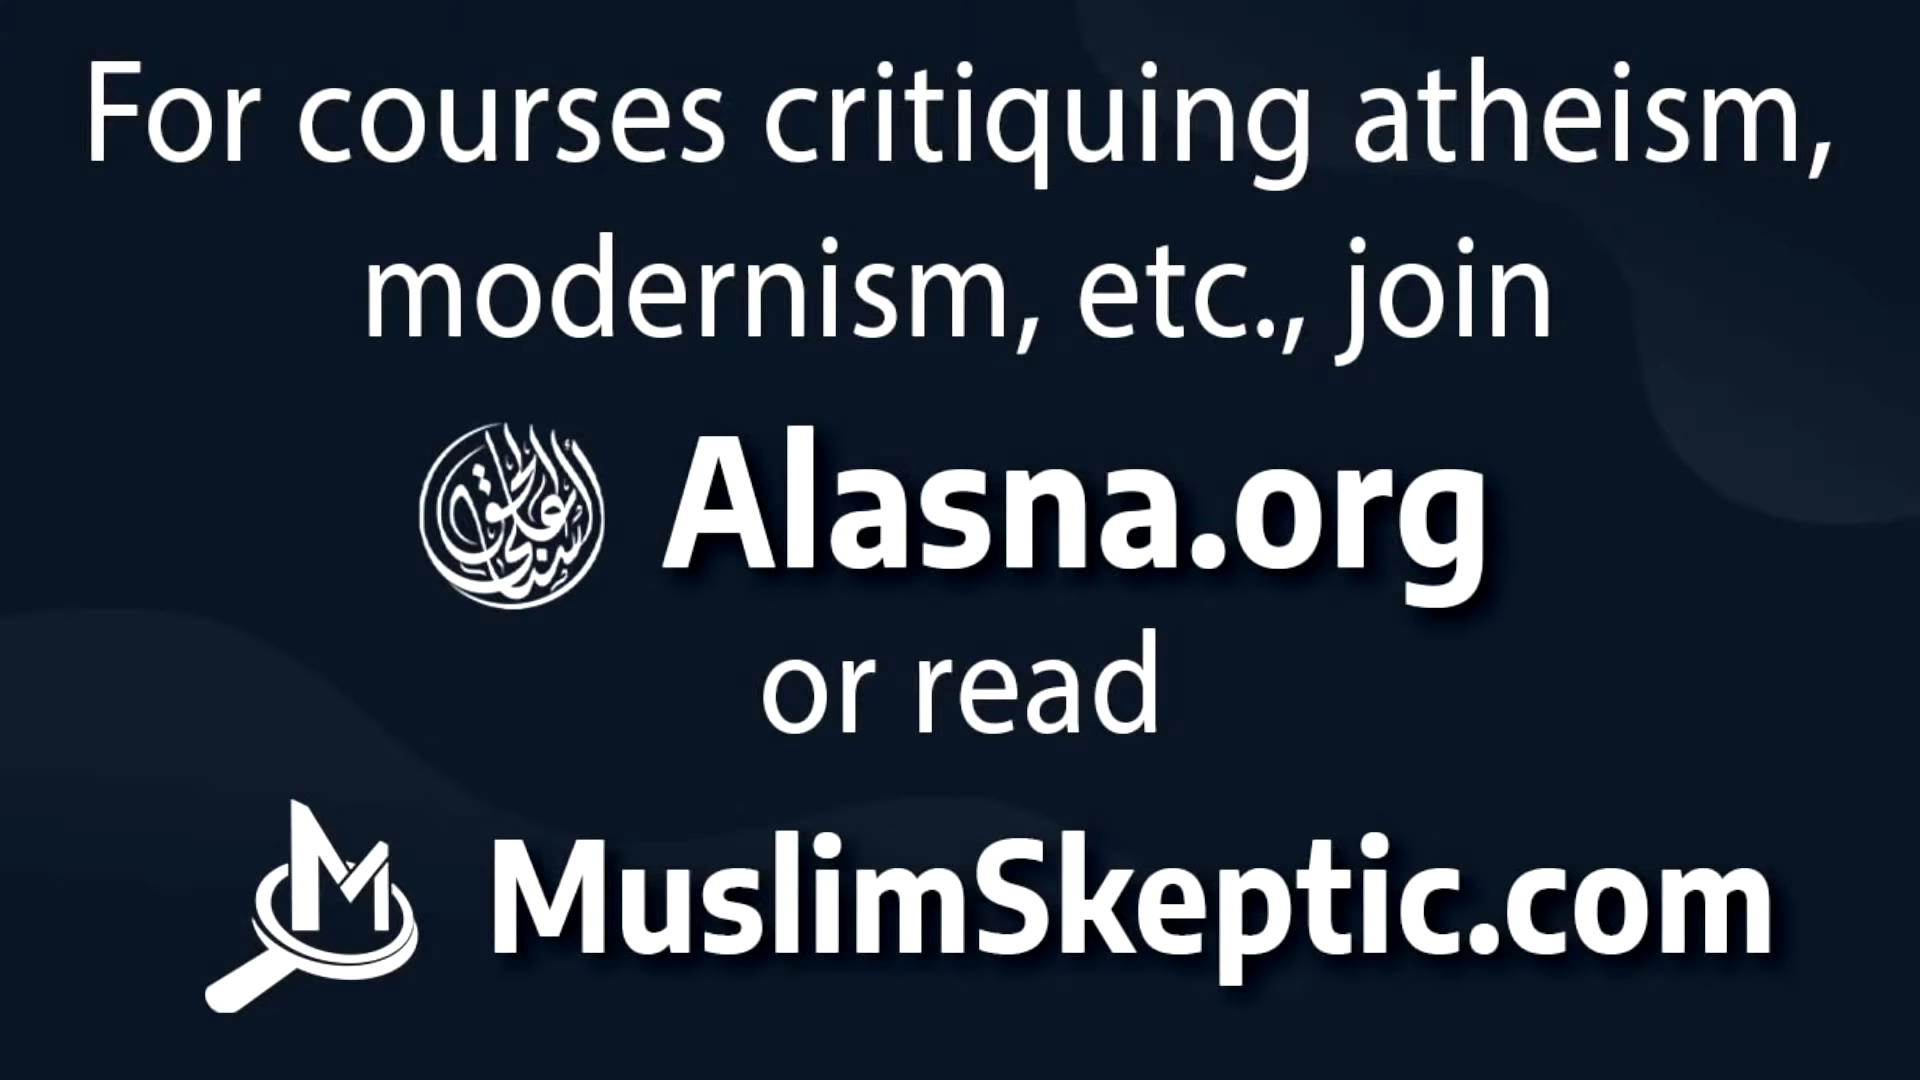 For courses critiquing atheism,
modernism, etc., join
Alasna.org
or read
MuslimSkeptic.com